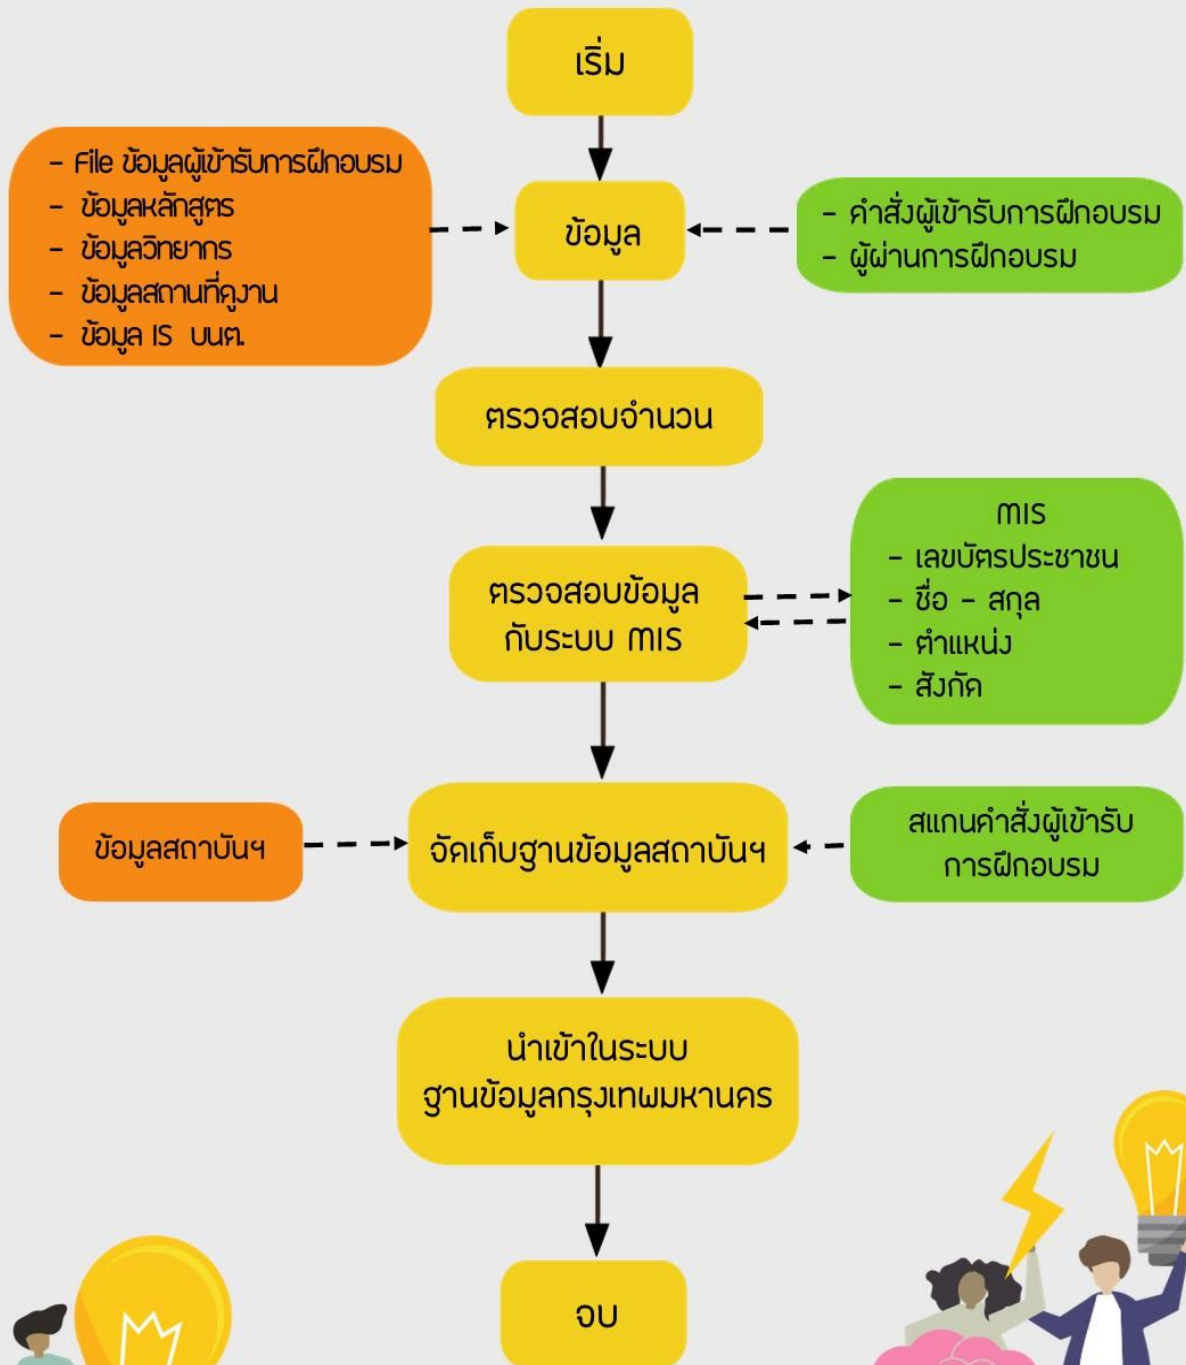 เริ่ม
- File ข้อมูลผู้เข้ารับการฝึกอบรม
- ข้อมูลหลักสูตร
- ข้อมูลวิทยากร
- ข้อมูลสถานที่ดูงาน
- ข้อมูล IS บนต.
ข้อมูล
- คำสั่งผู้เข้ารับการฝึกอบรม
- ผู้ผ่านการฝึกอบรม
ตรวจสอบจำนวน
ตรวจสอบข้อมูล
กับระบบ MIS
MIS
- เลขบัตรประชาชน
- ชื่อ - สกุล
- ตำแหน่ง
- สังกัด
ข้อมูลสถาบันฯ
จัดเก็บฐานข้อมูลสถาบันฯ
สแกนคำสั่งผู้เข้ารับ
การฝึกอบรม
นำเข้าในระบบ
ฐานข้อมูลกรุงเทพมหานคร
จบ